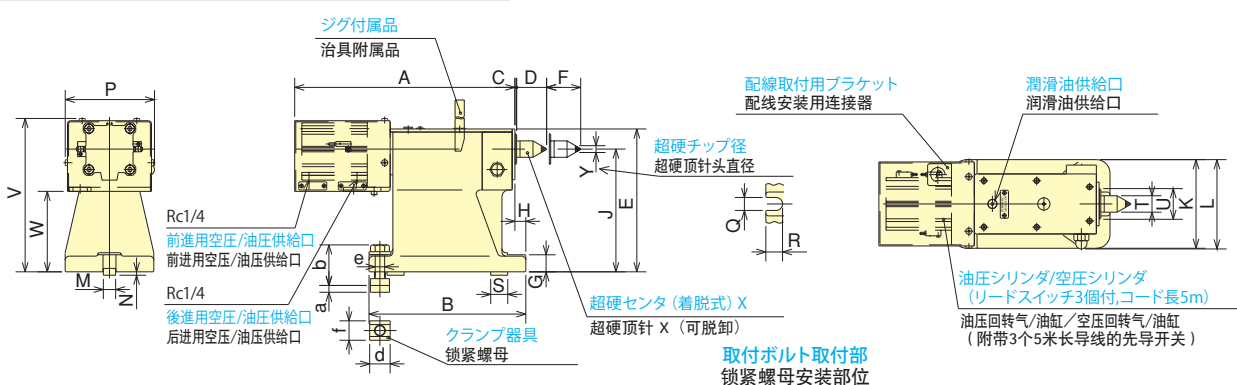 ジグ付属品
治具附属品
A
C
D
F
P
V
W
M
N
Rc1/4
前進用空圧/油圧供給口
前进用空压/油压供给口
Rc1/4
後進用空圧/油圧供給口
后进用空压/油压供给口
b
e
a
f
d
B
S
G
H
J
E
Y
超硬チップ径
超硬顶针头直径
クランプ器具
锁紧螺母
超硬センタ (着脱式) X
超硬顶针 X (可脱卸)
Q
R
取付ボルト取付部
锁紧螺母安装部位
配線取付用ブラケット
配线安装用连接器
潤滑油供給口
润滑油供给口
T
U
K
L
油圧シリンダ/空圧シリンダ
(リードスイッチ3個付,コード長5m)
油压回转气/油缸／空压回转气/油缸
( 附带3个5米长导线的先导开关 )